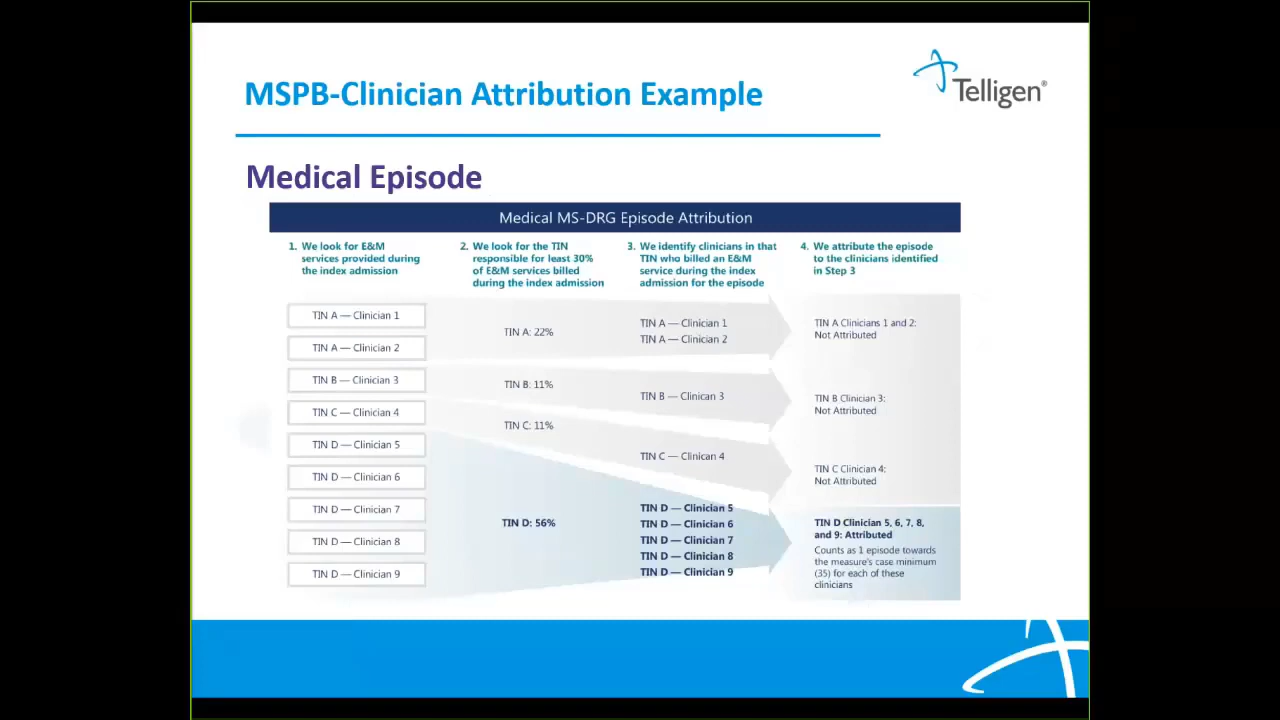 MSPB-Clinician Attribution Example
Telligen®
Medical Episode
Medical MS-DRG Episode Attribution
1. We look for E&M
services provided during
the index admission
2. We look for the TIN
responsible for least 30%
of E&M services billed
during the index admission
3. We identify clinicians in that
TIN who billed an E&M
service during the index
admission for the episode
4. We attribute the episode
to the clinicians identified
in Step 3
TIN A — Clinician 1
TIN A — Clinician 2
TIN B — Clinician 3
TIN C — Clinician 4
TIN D — Clinician 5
TIN D — Clinician 6
TIN D — Clinician 7
TIN D — Clinician 8
TIN D — Clinician 9
TIN A: 22%
TIN B: 11%
TIN C: 11%
TIN D: 56%
TIN A — Clinician 1
TIN A — Clinician 2
TIN B — Clinican 3
TIN C — Clinican 4
TIN D — Clinician 5
TIN D — Clinician 6
TIN D — Clinician 7
TIN D — Clinician 8
TIN D — Clinician 9
TIN A Clinicians 1 and 2:
Not Attributed
TIN B Clinician 3:
Not Attributed
TIN C Clinician 4:
Not Attributed
TIN D Clinician 5, 6, 7, 8,
and 9: Attributed
Counts as 1 episode towards
the measure's case minimum
(35) for each of these
clinicians